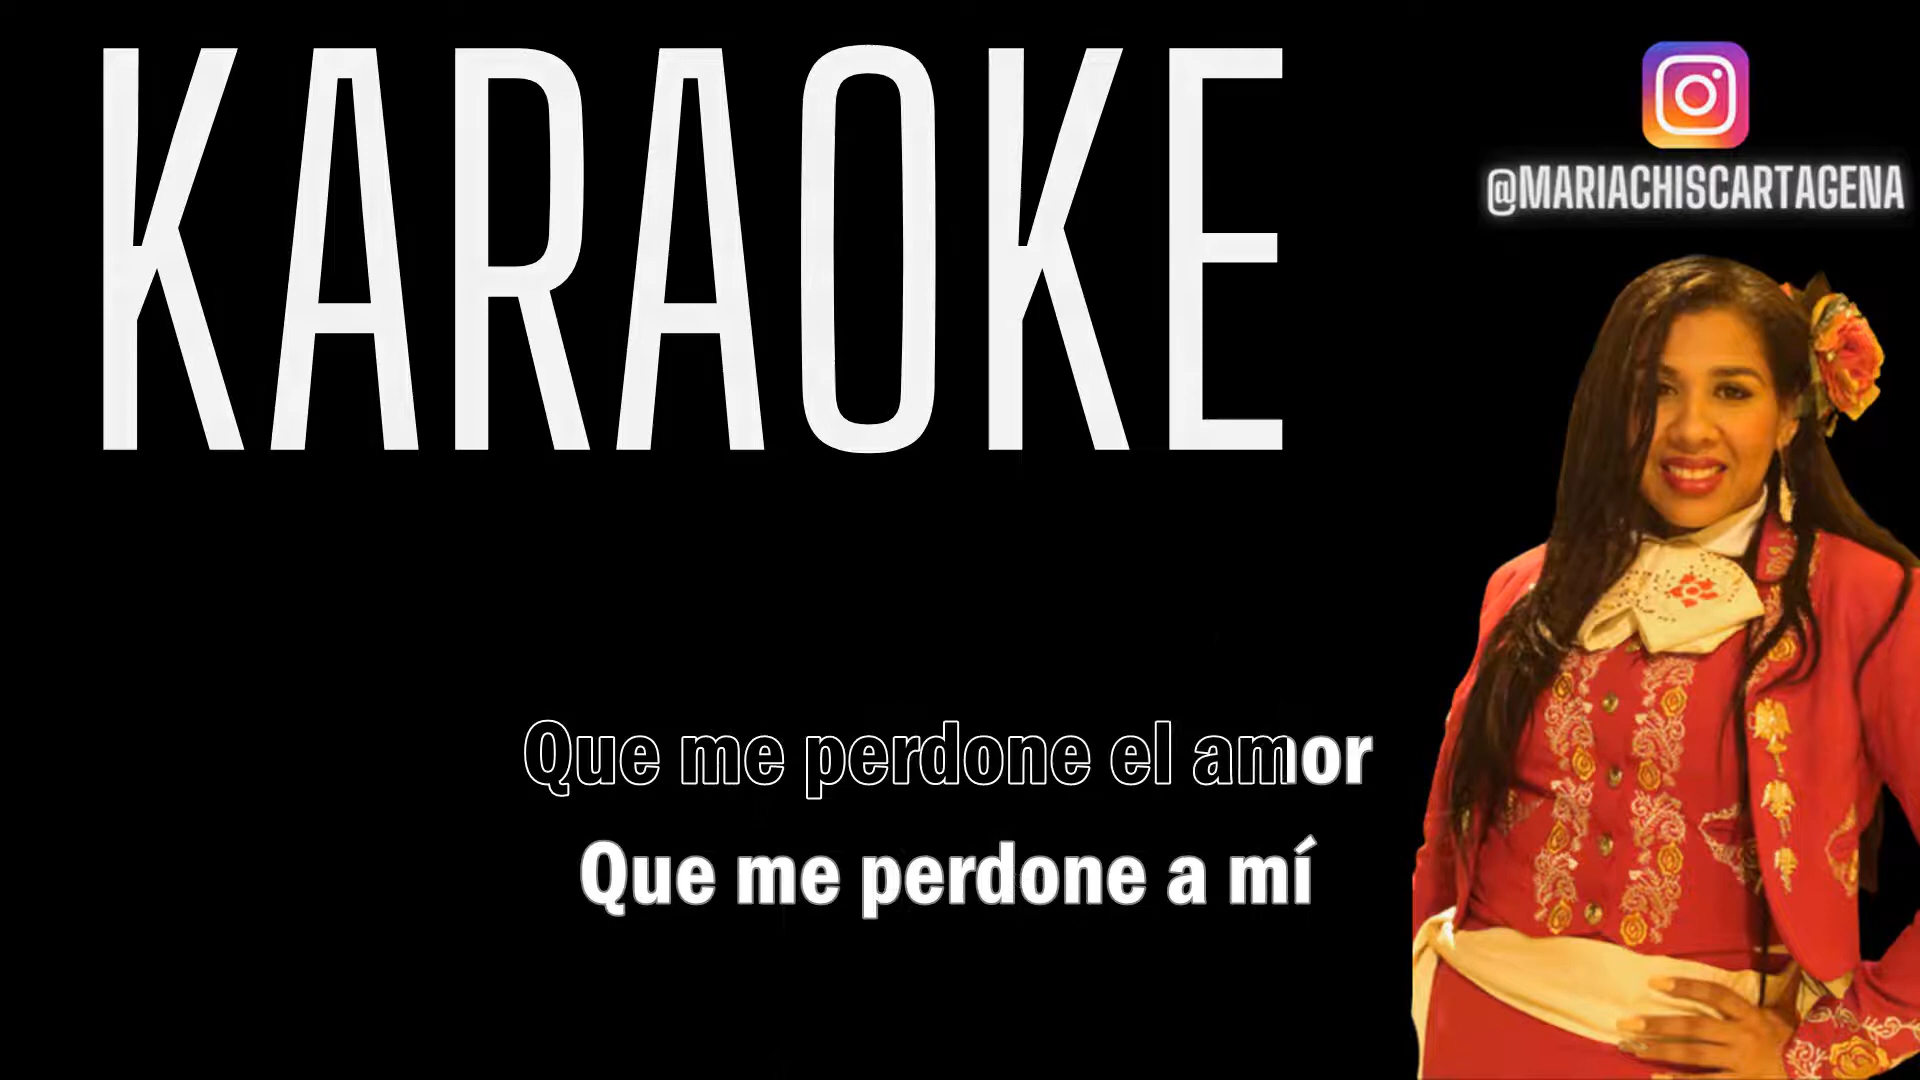 KARAOKE
@MARIACHISCARTAGENA
Que me perdone el amor
Que me perdone a mí